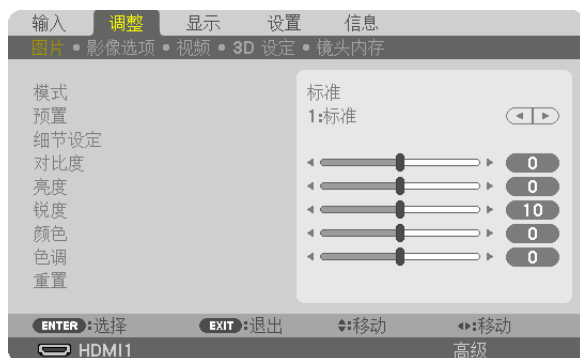 输入 调整 显示 设置 信息
图片 • 影像选项 • 视频 • 3D 设定 • 镜头内存
模式 标准
预置 1:标准
细节设定
对比度 0
亮度 0
锐度 10
颜色 0
色调 0
重置
ENTER:选择 EXIT:退出 :移动 :移动
HDMI1 高级